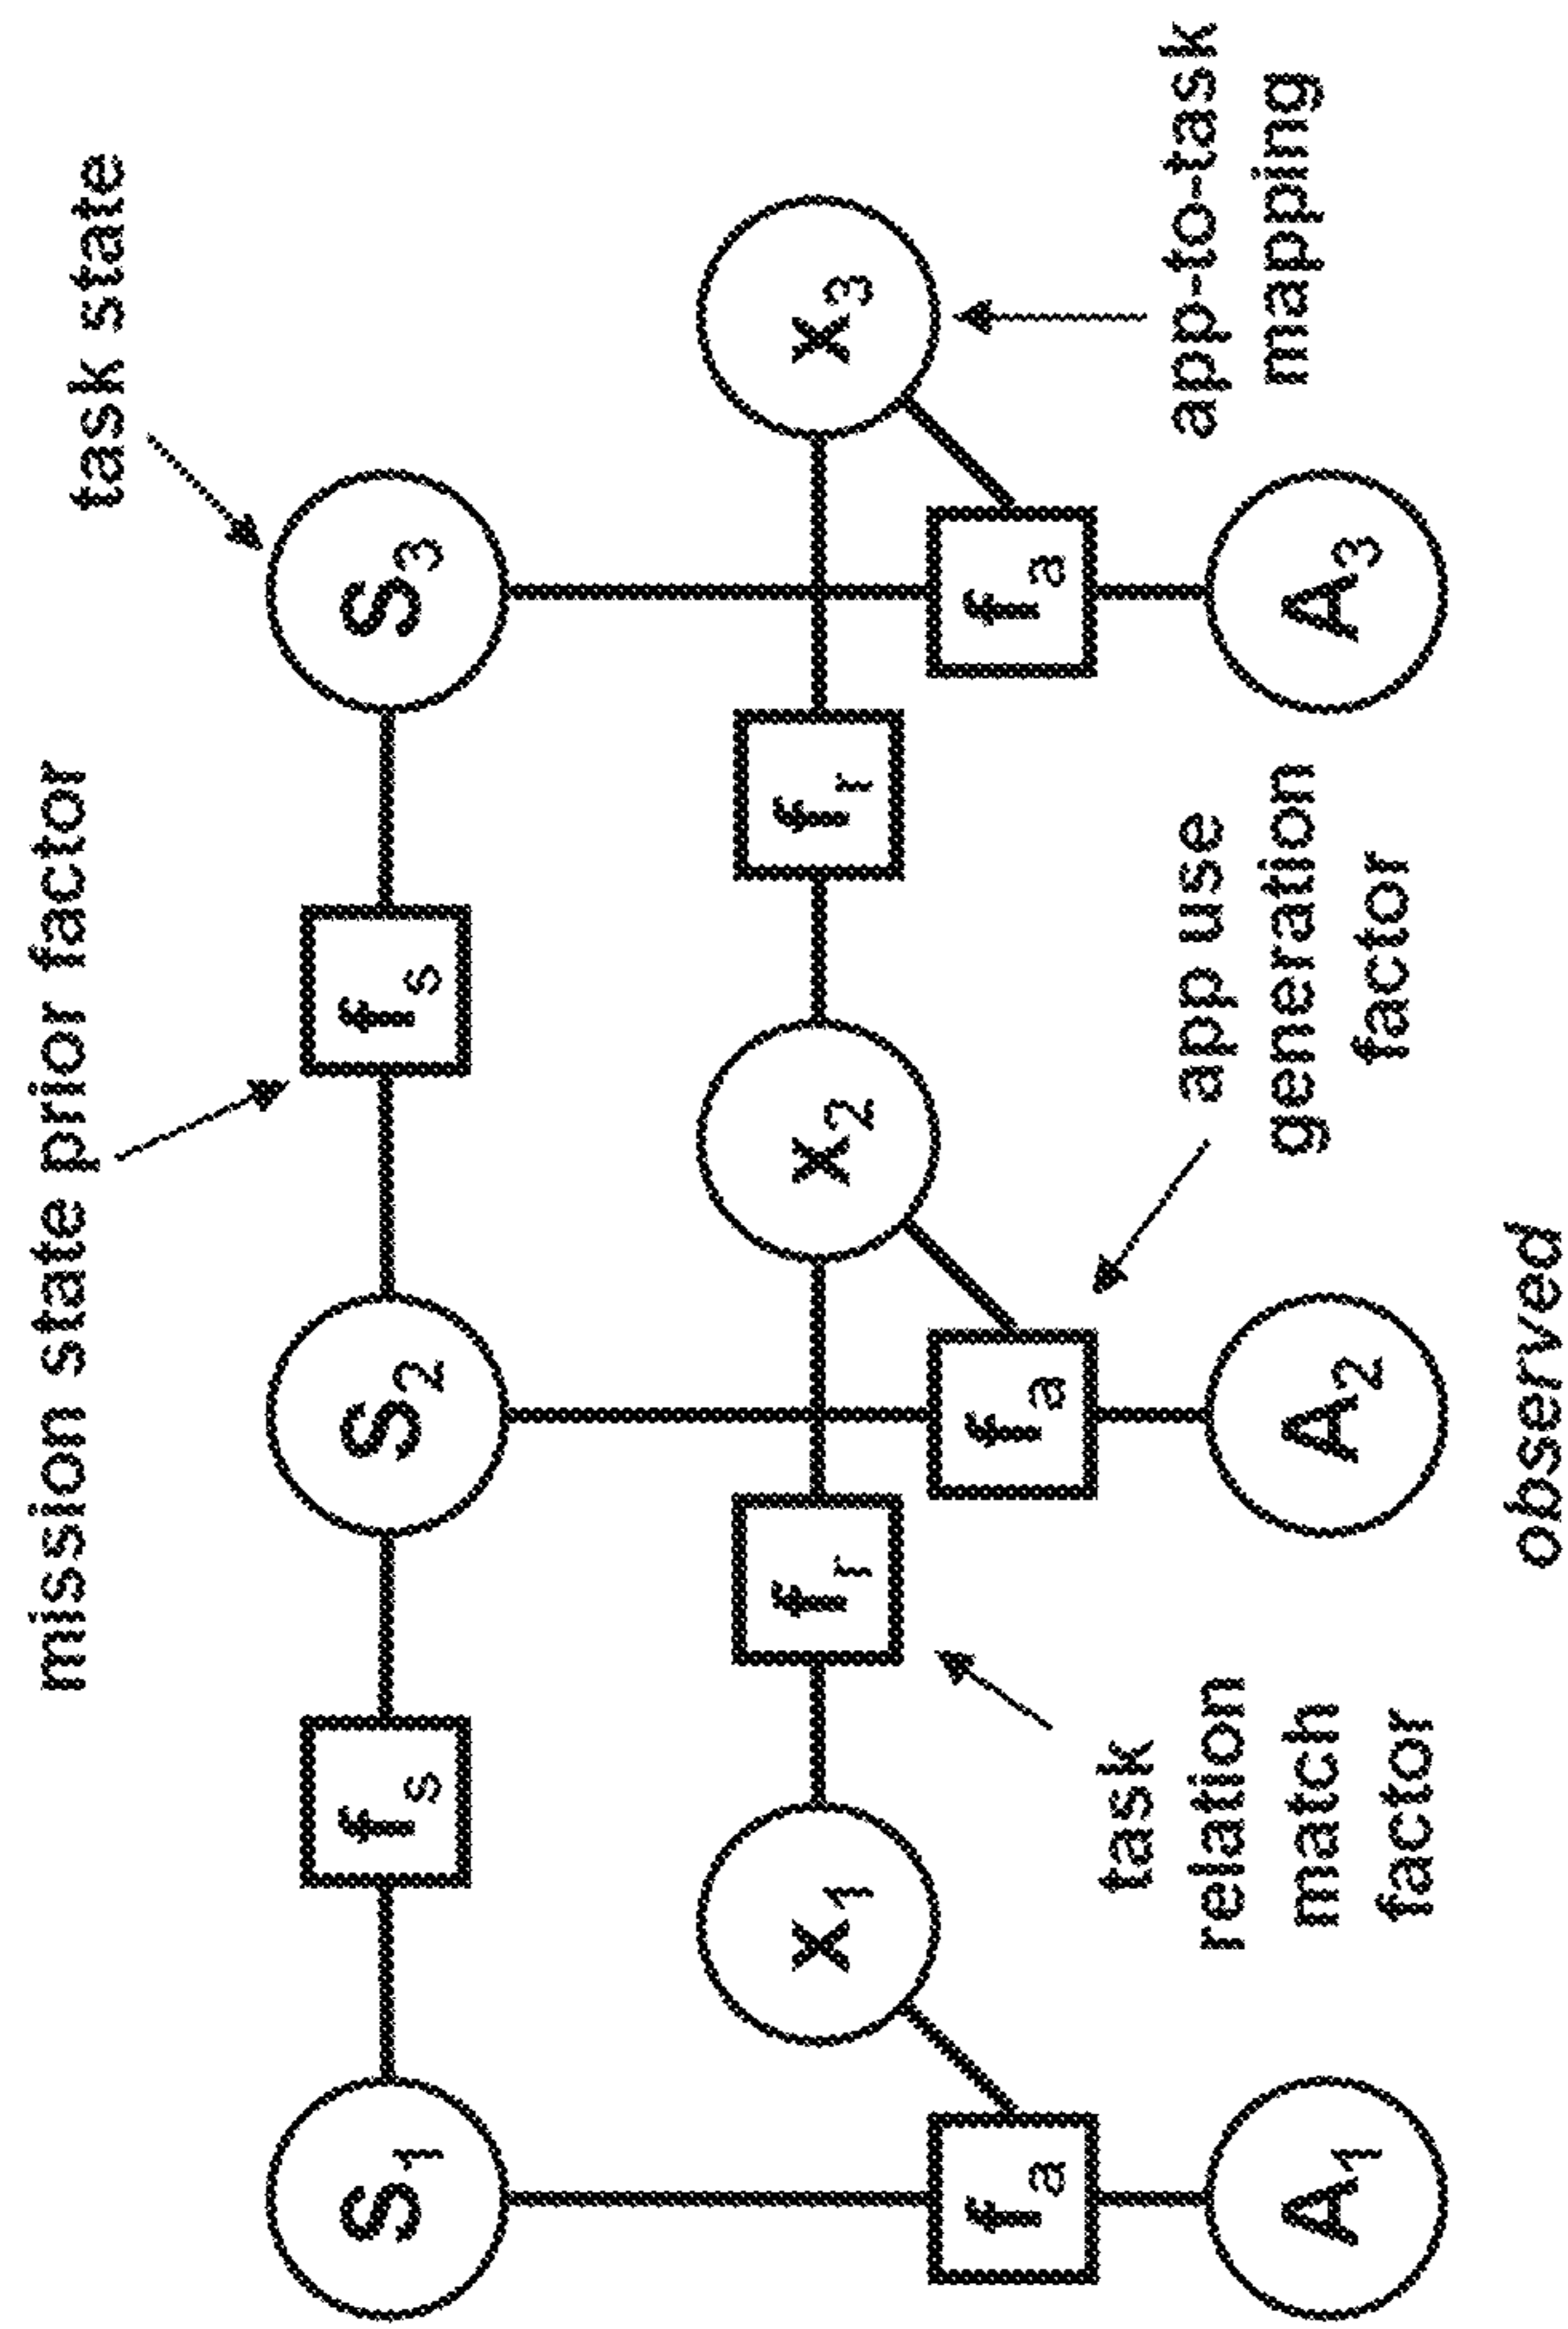 mission state prior factor
task state
S1
fs
S2
fs
S3
x1
fr
x2
fr
x3
fa
fa
fa
A1
A2
A3
task
relation
match
factor
app use
generation
factor
app-to-task
mapping
observed